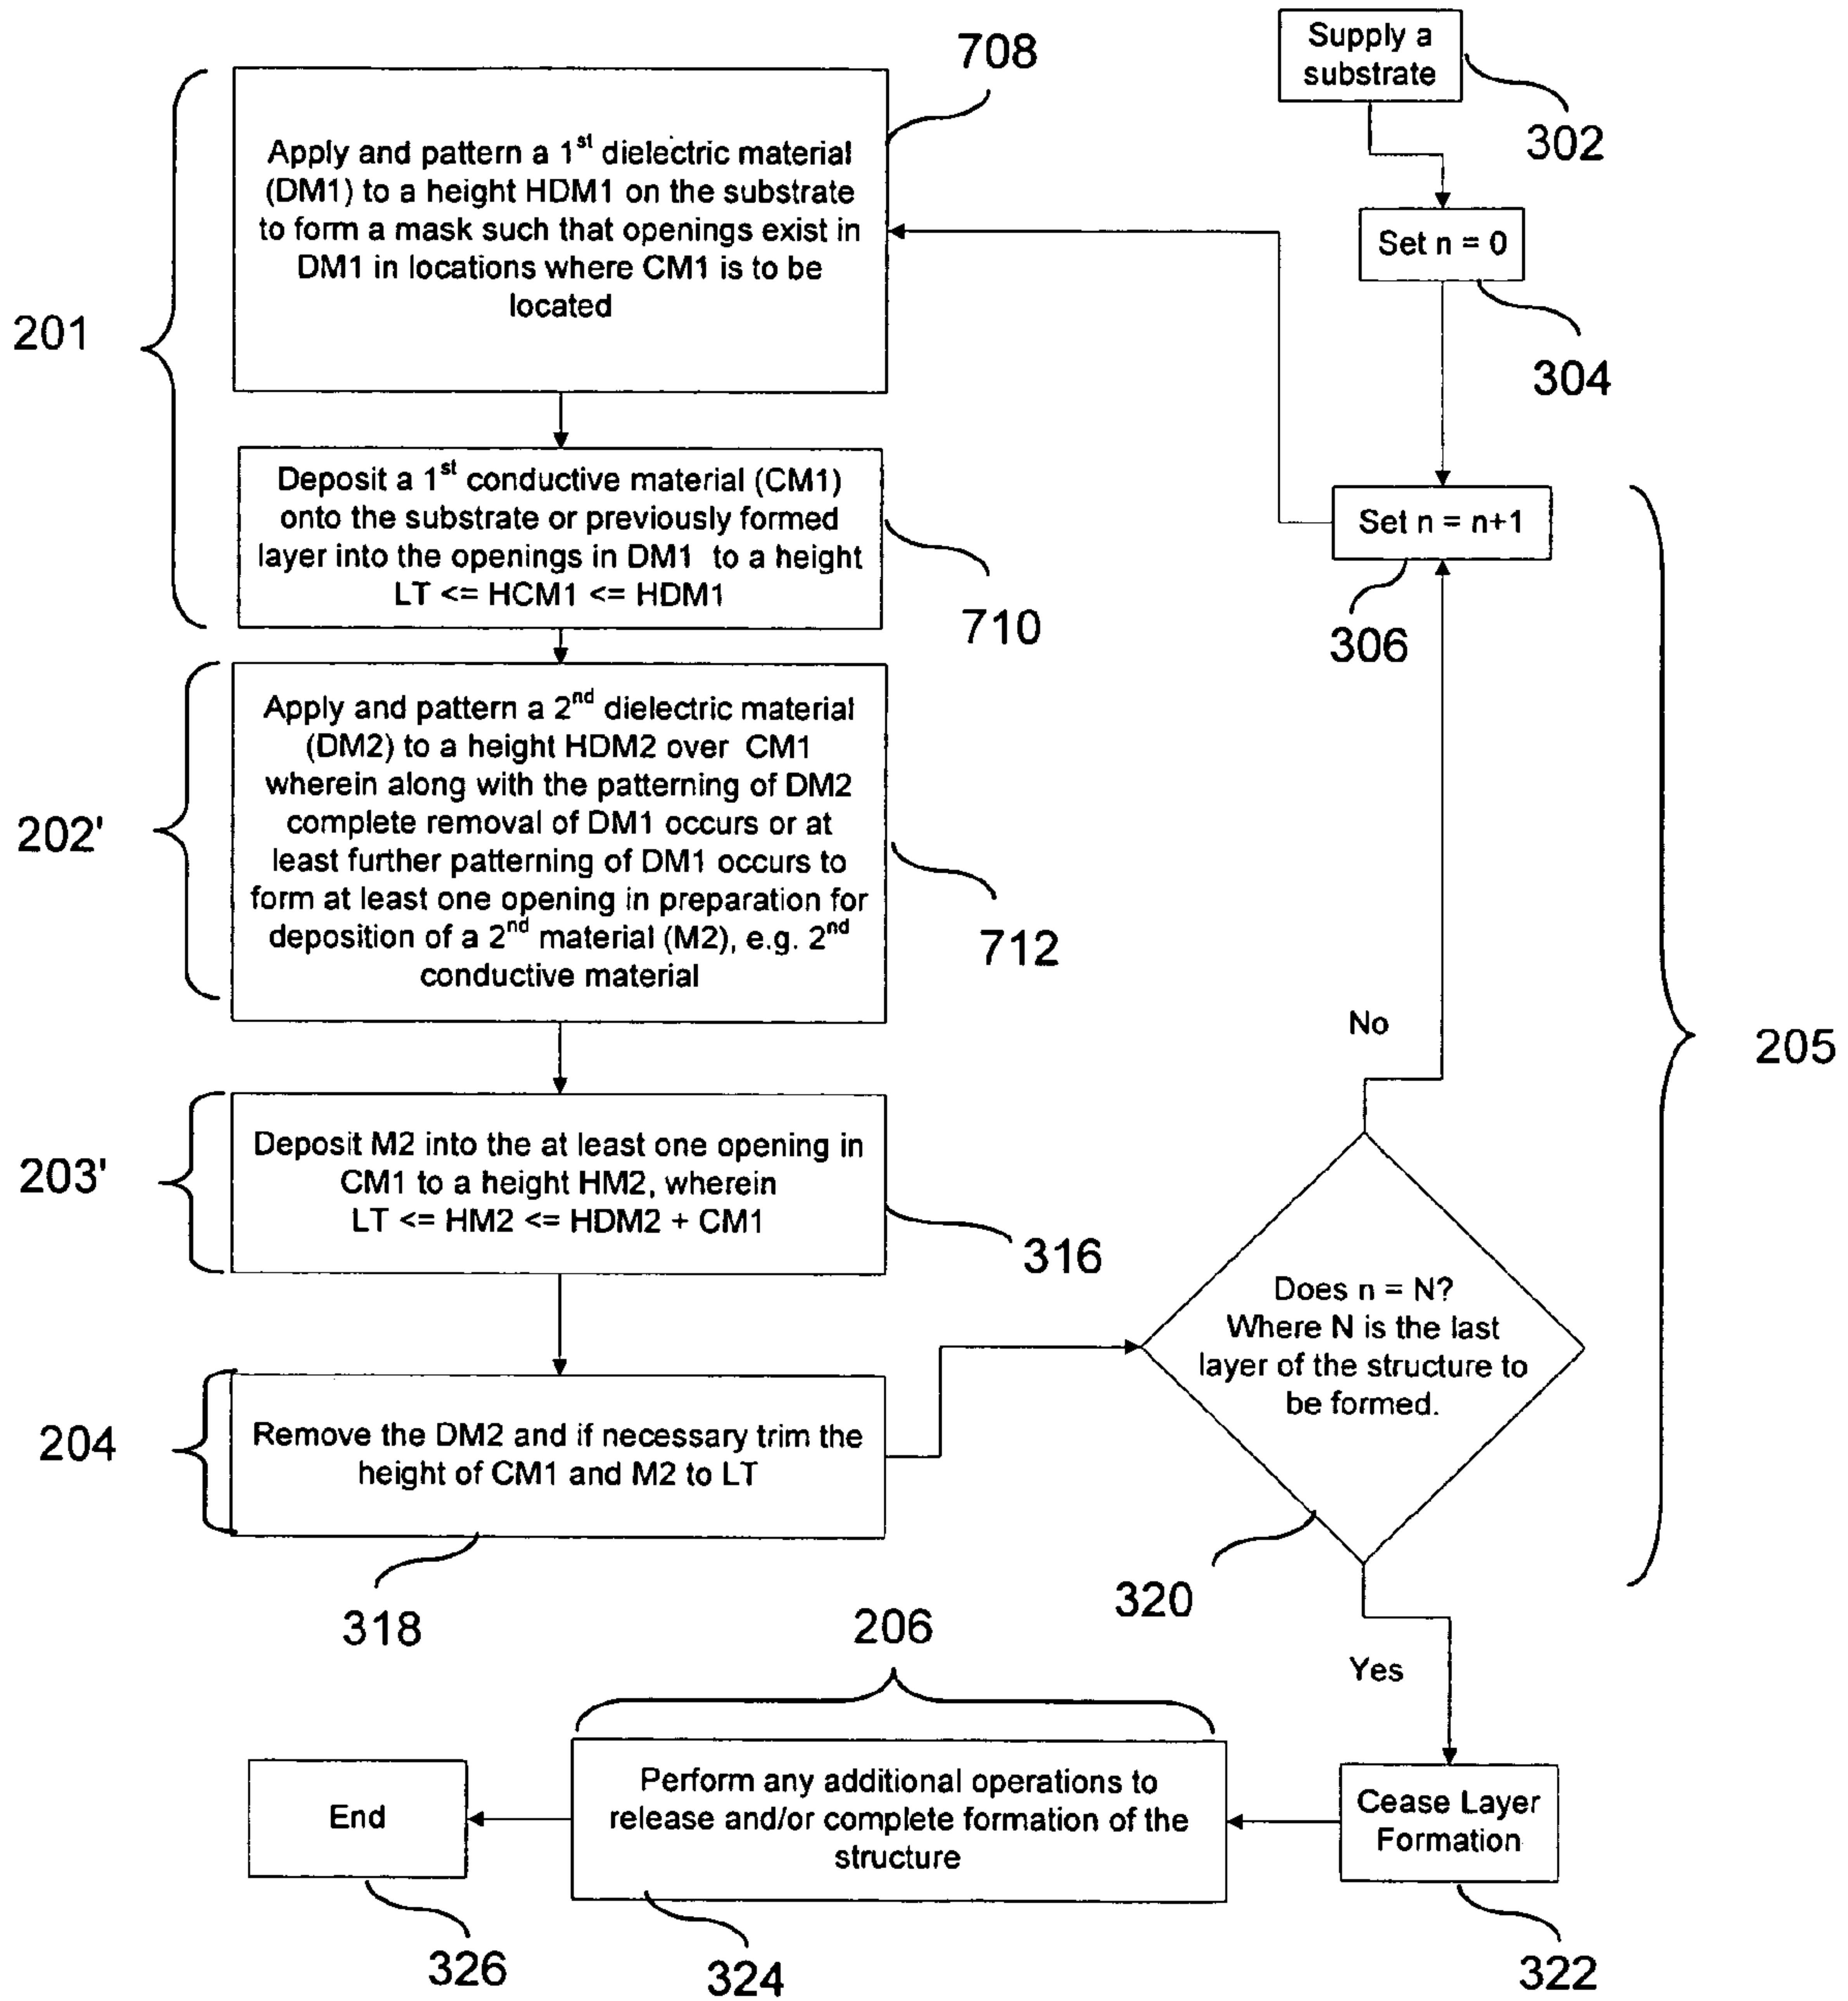 708
Supply a
substrate
302
Apply and pattern a 1st dielectric material
(DM1) to a height HDM1 on the substrate
to form a mask such that openings exist in
DM1 in locations where CM1 is to be
located
Set n = 0
304
201
Deposit a 1st conductive material (CM1)
onto the substrate or previously formed
layer into the openings in DM1 to a height
LT <= HCM1 <= HDM1
710
Set n = n+1
306
Apply and pattern a 2nd dielectric material
(DM2) to a height HDM2 over CM1
wherein along with the patterning of DM2
complete removal of DM1 occurs or at
least further patterning of DM1 occurs to
form at least one opening in preparation for
deposition of a 2nd material (M2), e.g. 2nd
conductive material
202'
712
No
205
Deposit M2 into the at least one opening in
CM1 to a height HM2, wherein
LT <= HM2 <= HDM2 + CM1
203'
316
Does n = N?
Where N is the last
layer of the structure to
be formed.
Remove the DM2 and if necessary trim the
height of CM1 and M2 to LT
204
318
320
206
Yes
End
Perform any additional operations to
release and/or complete formation of the
structure
Cease Layer
Formation
326
324
322